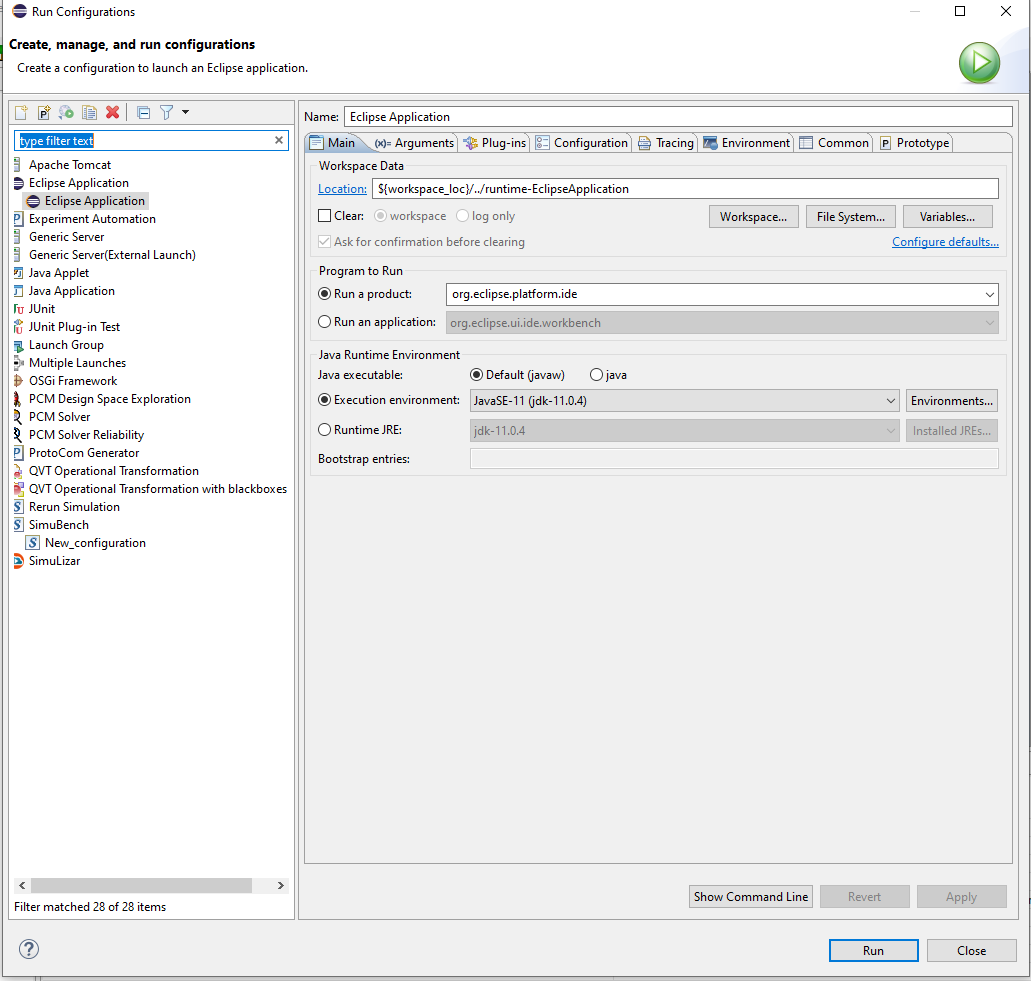 Run Configurations
Create, manage, and run configurations
Create a configuration to launch an Eclipse application.
type filter text
Apache Tomcat
Eclipse Application
Eclipse Application
Experiment Automation
Generic Server
Generic Server(External Launch)
Java Applet
Java Application
JUnit
JUnit Plug-in Test
Launch Group
Multiple Launches
OSGi Framework
PCM Design Space Exploration
PCM Solver
PCM Solver Reliability
ProtoCom Generator
QVT Operational Transformation
QVT Operational Transformation with blackboxes
Rerun Simulation
SimuBench
New_configuration
SimuLizar
Filter matched 28 of 28 items
Name: Eclipse Application
Main (x)= Arguments Plug-ins Configuration Tracing Environment Common Prototype
Workspace Data
Location: ${workspace_loc}/../runtime-EclipseApplication
Clear: workspace log only Workspace... File System... Variables...
Ask for confirmation before clearing Configure defaults...
Program to Run
Run a product: org.eclipse.platform.ide
Run an application: org.eclipse.ui.ide.workbench
Java Runtime Environment
Java executable: Default (javaw) java
Execution environment: JavaSE-11 (jdk-11.0.4) Environments...
Runtime JRE: jdk-11.0.4 Installed JREs...
Bootstrap entries:
Show Command Line Revert Apply
? Run Close